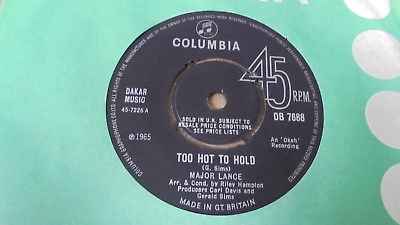 COLUMBIA
45
R.P.M.
DAKAR
MUSIC
45-7226 A
SOLD IN U.K. SUBJECT TO
RESALE PRICE CONDITIONS
SEE PRICE LISTS
DB 7688
An 'Okeh'
Recording
Ⓟ1965
TOO HOT TO HOLD
(G. Sims)
MAJOR LANCE
Arr. & Cond. by Riley Hampton
Producers Carl Davis and
Gerald Sims
MADE IN GT. BRITAIN